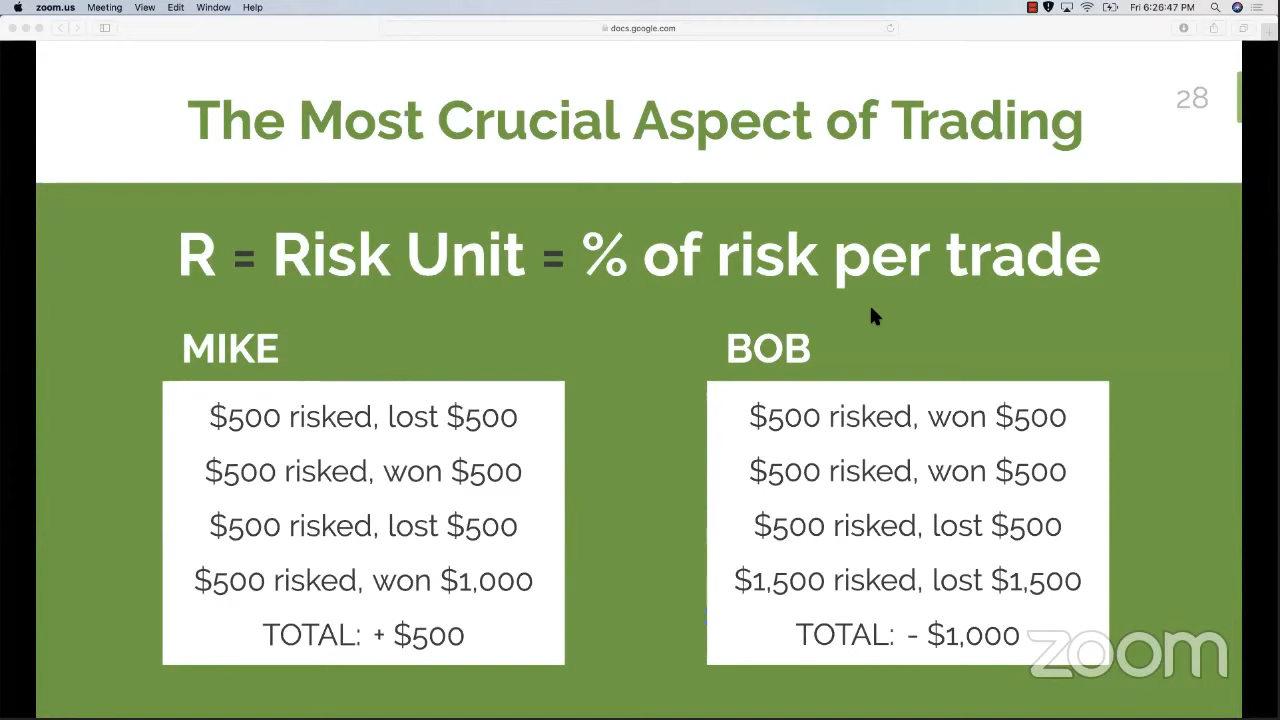 zoom.us Meeting View Edit Window Help Fri 6:26:47 PM
docs.google.com
28
The Most Crucial Aspect of Trading
R = Risk Unit = % of risk per trade
MIKE
$500 risked, lost $500
$500 risked, won $500
$500 risked, lost $500
$500 risked, won $1,000
TOTAL: + $500
BOB
$500 risked, won $500
$500 risked, won $500
$500 risked, lost $500
$1,500 risked, lost $1,500
TOTAL: - $1,000
zoom